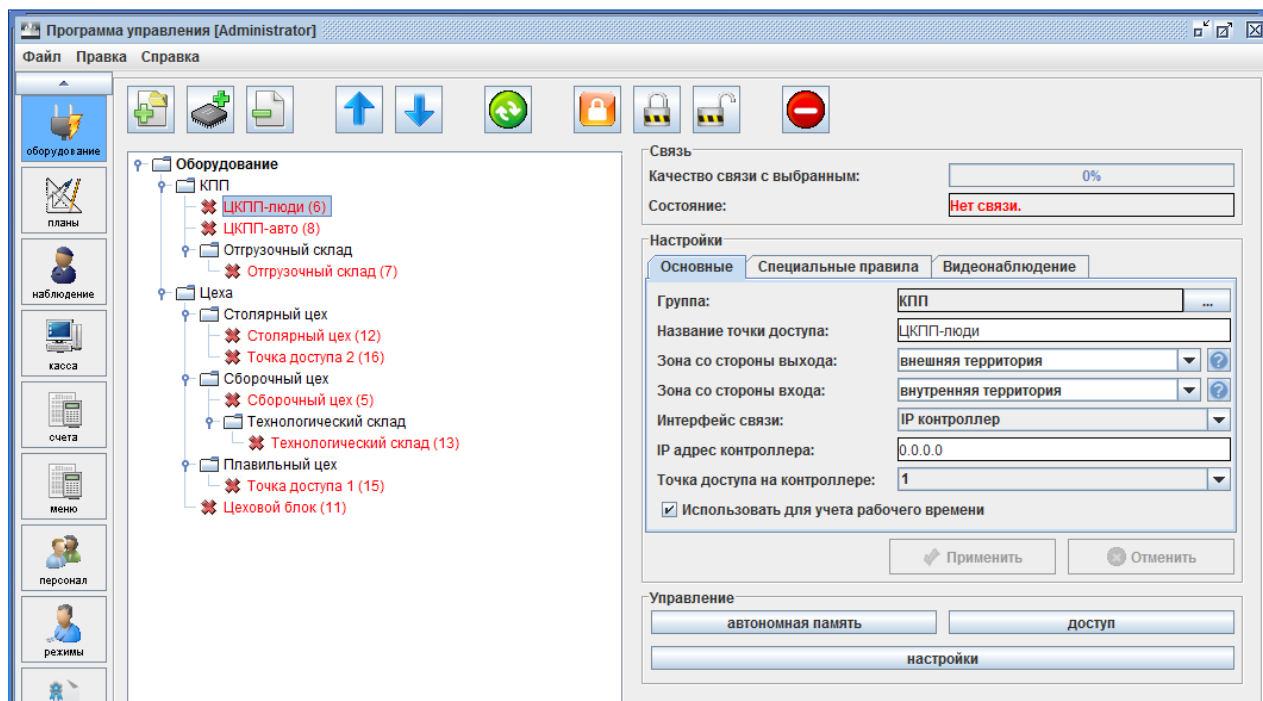 Программа управления [Administrator]
Файл Правка Справка
оборудование
планы
наблюдение
касса
счета
меню
персонал
режимы
Оборудование
КПП
ЦКПП-люди (6)
ЦКПП-авто (8)
Отгрузочный склад
Отгрузочный склад (7)
Цеха
Столярный цех
Столярный цех (12)
Точка доступа 2 (16)
Сборочный цех
Сборочный цех (5)
Технологический склад
Технологический склад (13)
Плавильный цех
Точка доступа 1 (15)
Цеховой блок (11)
Связь
Качество связи с выбранным: 0%
Состояние: Нет связи.
Настройки
Основные Специальные правила Видеонаблюдение
Группа: КПП ...
Название точки доступа: ЦКПП-люди
Зона со стороны выхода: внешняя территория ?
Зона со стороны входа: внутренняя территория ?
Интерфейс связи: IP контроллер
IP адрес контроллера: 0.0.0.0
Точка доступа на контроллере: 1
Использовать для учета рабочего времени
Применить Отменить
Управление
автономная память доступ
настройки